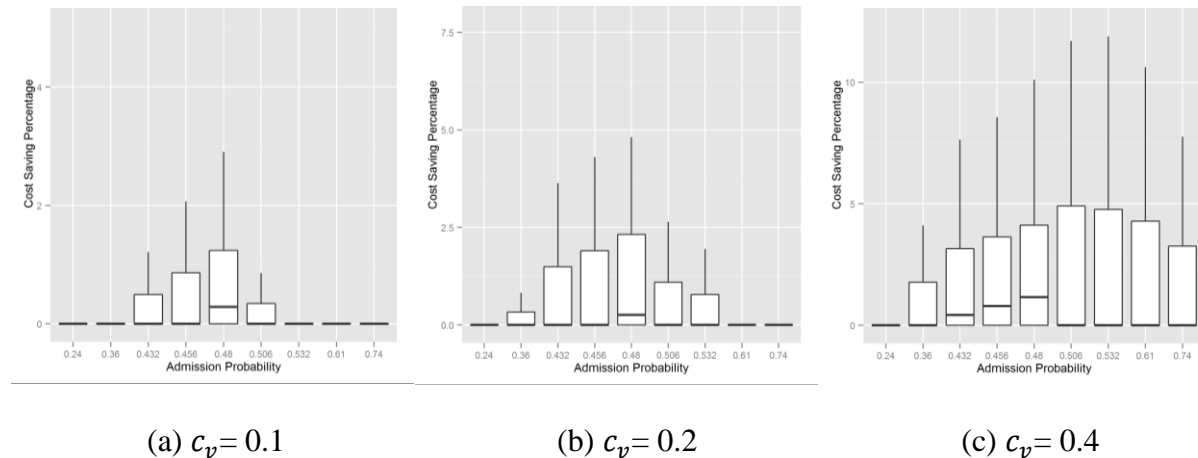 Cost Saving Percentage
4
2
0
0.24 0.36 0.432 0.456 0.48 0.506 0.532 0.61 0.74
Admission Probability
(a) c_v= 0.1
Cost Saving Percentage
7.5
5.0
2.5
0.0
0.24 0.36 0.432 0.456 0.48 0.506 0.532 0.61 0.74
Admission Probability
(b) c_v= 0.2
Cost Saving Percentage
10
5
0
0.24 0.36 0.432 0.456 0.48 0.506 0.532 0.61 0.74
Admission Probability
(c) c_v= 0.4